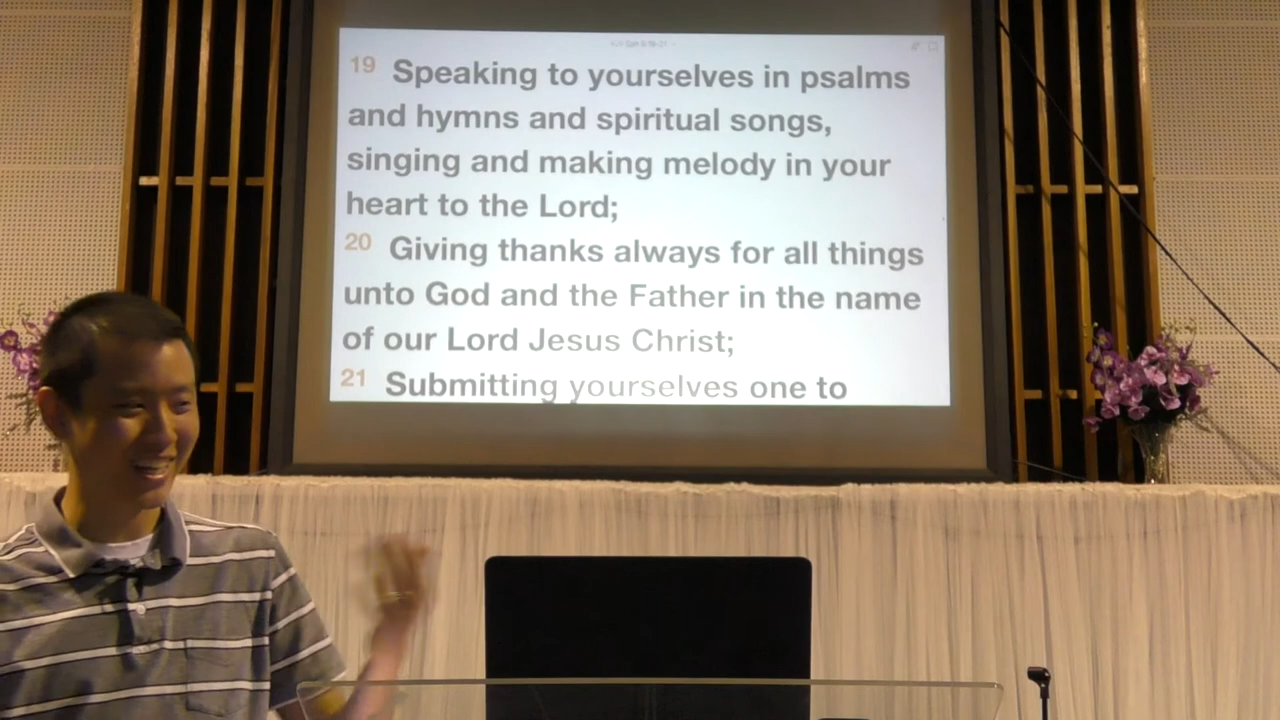 19 Speaking to yourselves in psalms
and hymns and spiritual songs,
singing and making melody in your
heart to the Lord;
20 Giving thanks always for all things
unto God and the Father in the name
of our Lord Jesus Christ;
21 Submitting yourselves one to